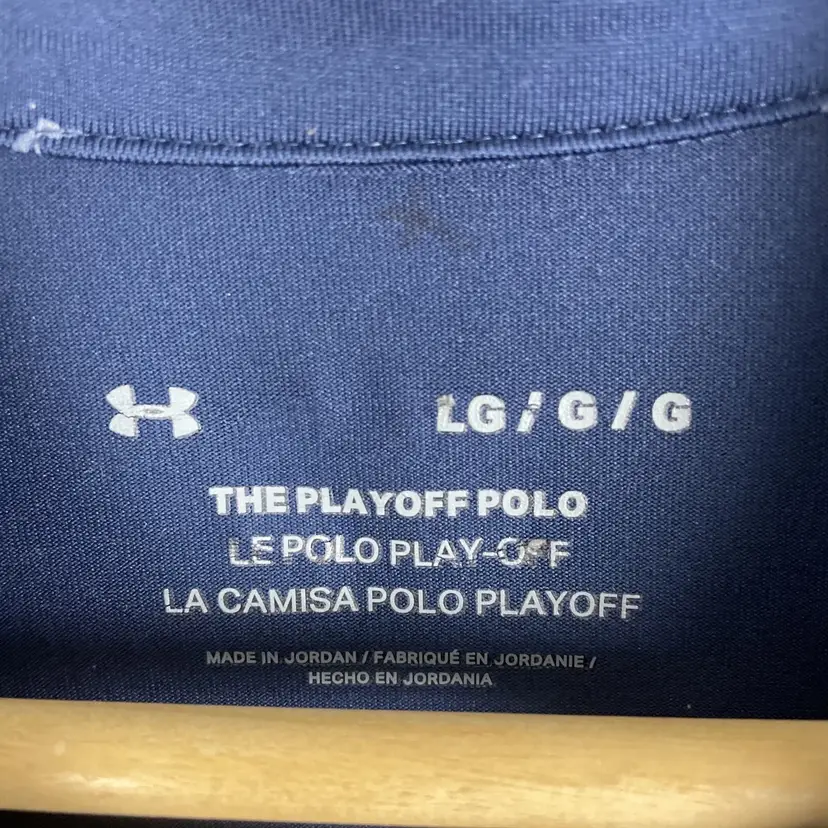 LG / G / G
THE PLAYOFF POLO
LE POLO PLAY-OFF
LA CAMISA POLO PLAYOFF
MADE IN JORDAN / FABRIQUÉ EN JORDANIE /
HECHO EN JORDANIA